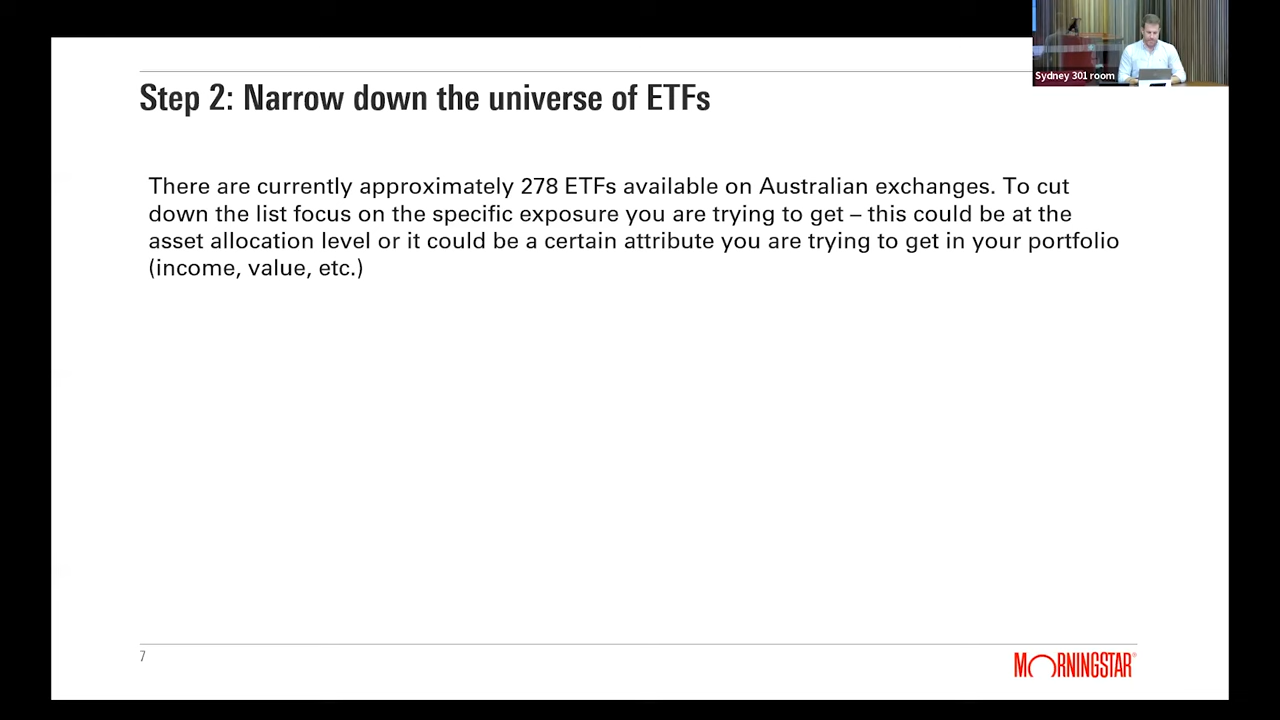 Sydney 301 room
Step 2: Narrow down the universe of ETFs
There are currently approximately 278 ETFs available on Australian exchanges. To cut
down the list focus on the specific exposure you are trying to get – this could be at the
asset allocation level or it could be a certain attribute you are trying to get in your portfolio
(income, value, etc.)
7
MORNINGSTAR®